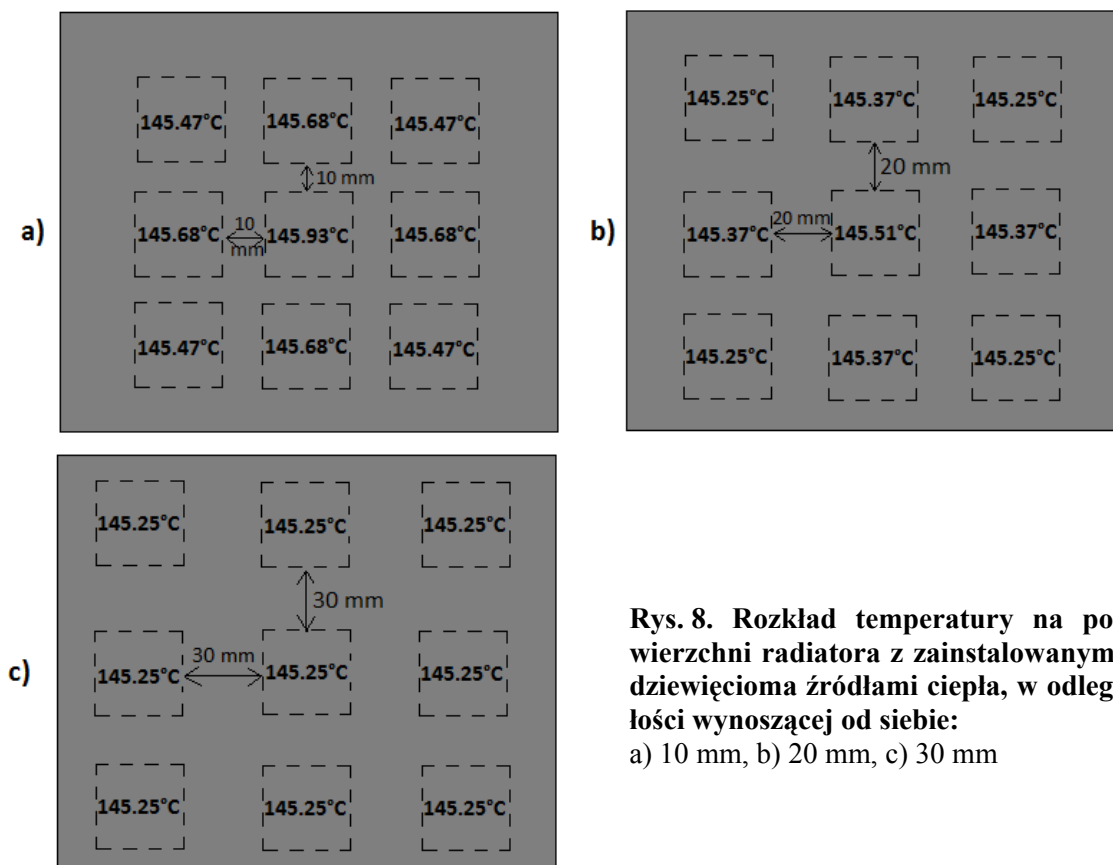 a)
145.47°C 145.68°C 145.47°C
10 mm
145.68°C 10 mm 145.93°C 145.68°C
145.47°C 145.68°C 145.47°C
b)
145.25°C 145.37°C 145.25°C
20 mm
145.37°C 20 mm 145.51°C 145.37°C
145.25°C 145.37°C 145.25°C
c)
145.25°C 145.25°C 145.25°C
30 mm
145.25°C 30 mm 145.25°C 145.25°C
145.25°C 145.25°C 145.25°C
Rys. 8. Rozkład temperatury na po
wierzchni radiatora z zainstalowanym
dziewięcioma źródłami ciepła, w odleg
łości wynoszącej od siebie:
a) 10 mm, b) 20 mm, c) 30 mm